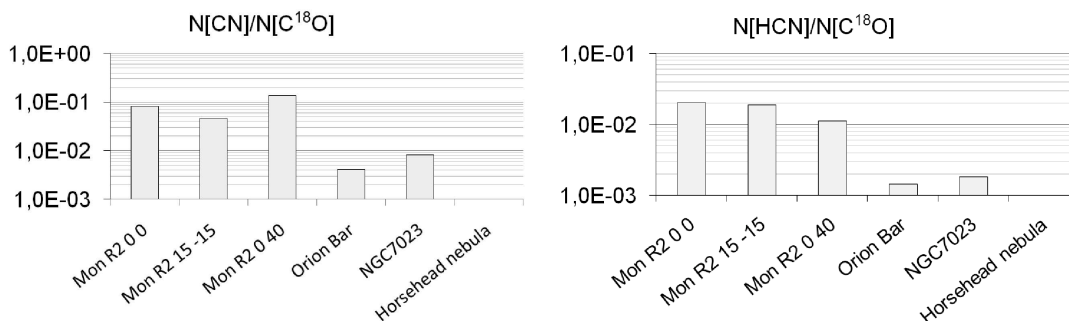 N[CN]/N[C¹⁸O]
1,0E+00
1,0E-01
1,0E-02
1,0E-03
Mon R2 0 0
Mon R2 15 -15
Mon R2 0 40
Orion Bar
NGC7023
Horsehead nebula
N[HCN]/N[C¹⁸O]
1,0E-01
1,0E-02
1,0E-03
Mon R2 0 0
Mon R2 15 -15
Mon R2 0 40
Orion Bar
NGC7023
Horsehead nebula